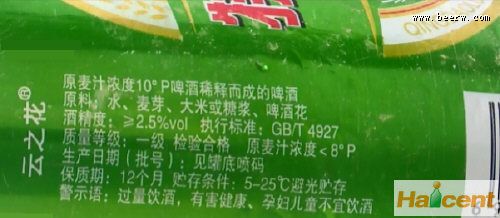 www.beerw.com
原麦汁浓度10°P啤酒稀释而成的啤酒
原料：水、麦芽、大米或糖浆、啤酒花
酒精度：≥2.5%vol 执行标准：GB/T 4927
质量等级：一级 检验合格 原麦汁浓度<8°P
生产日期（批号）：见罐底喷码
保质期：12个月 贮存条件：5-25℃避光贮存
警示语：过量饮酒，有害健康、孕妇儿童不宜饮酒
云之花
Haicent